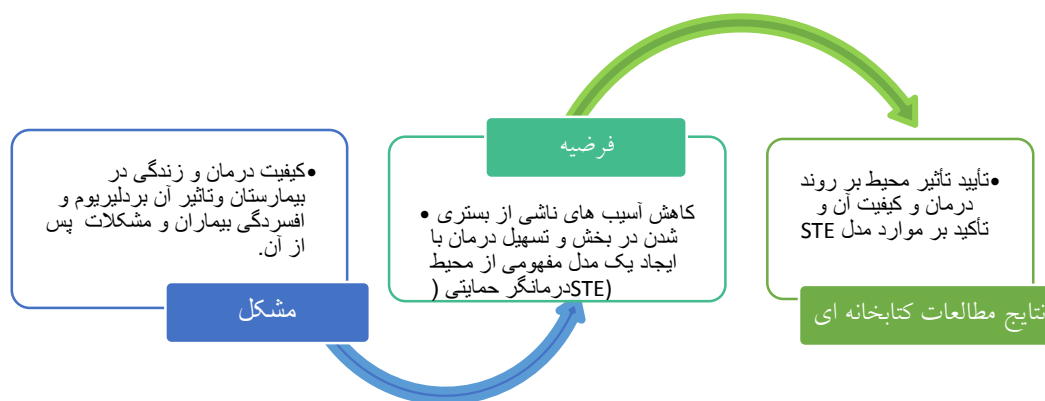 کیفیت درمان و زندگی در
بیمارستان وتاثیر آن بردلیریوم و
افسردگی بیماران و مشکلات پس
از آن.
مشکل
فرضیه
کاهش آسیب های ناشی از بستری
شدن در بخش و تسهیل درمان با
ایجاد یک مدل مفهومی از محیط
درمانگر حمایتی (STE)
تأیید تأثیر محیط بر روند
درمان و کیفیت آن و
تأکید بر موارد مدل STE
نتایج مطالعات کتابخانه ای